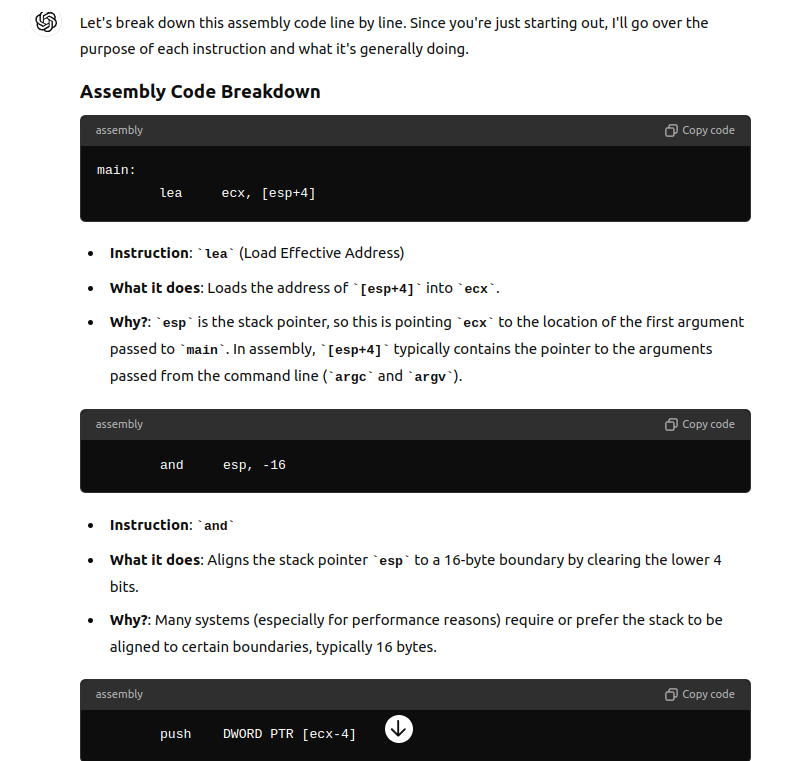 Let's break down this assembly code line by line. Since you're just starting out, I'll go over the
purpose of each instruction and what it's generally doing.
Assembly Code Breakdown
assembly
Copy code
main:
lea ecx, [esp+4]
• Instruction: `lea` (Load Effective Address)
• What it does: Loads the address of `[esp+4]` into `ecx`.
• Why?: `esp` is the stack pointer, so this is pointing `ecx` to the location of the first argument
passed to `main`. In assembly, `[esp+4]` typically contains the pointer to the arguments
passed from the command line (`argc` and `argv`).
assembly
Copy code
and esp, -16
• Instruction: `and`
• What it does: Aligns the stack pointer `esp` to a 16-byte boundary by clearing the lower 4
bits.
• Why?: Many systems (especially for performance reasons) require or prefer the stack to be
aligned to certain boundaries, typically 16 bytes.
assembly
Copy code
push DWORD PTR [ecx-4]